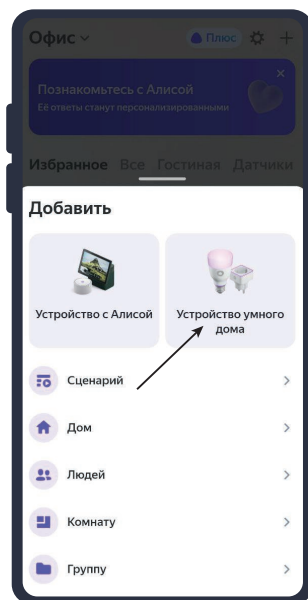 Офис
Плюс
Познакомьтесь с Алисой
Её ответы станут персонализированными
Избранное Все Гостиная Датчики
Добавить
Устройство с Алисой
Устройство умного
дома
Сценарий
Дом
Людей
Комнату
Группу